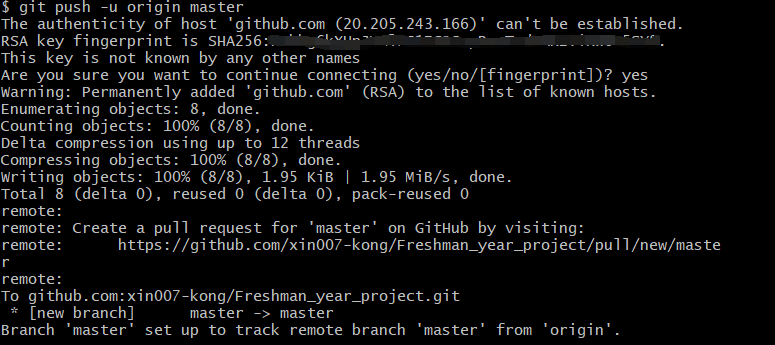 $ git push -u origin master
The authenticity of host 'github.com (20.205.243.166)' can't be established.
RSA key fingerprint is SHA256:
This key is not known by any other names
Are you sure you want to continue connecting (yes/no/[fingerprint])? yes
Warning: Permanently added 'github.com' (RSA) to the list of known hosts.
Enumerating objects: 8, done.
Counting objects: 100% (8/8), done.
Delta compression using up to 12 threads
Compressing objects: 100% (8/8), done.
Writing objects: 100% (8/8), 1.95 KiB | 1.95 MiB/s, done.
Total 8 (delta 0), reused 0 (delta 0), pack-reused 0
remote:
remote: Create a pull request for 'master' on GitHub by visiting:
remote:      https://github.com/xin007-kong/Freshman_year_project/pull/new/maste
r
remote:
To github.com:xin007-kong/Freshman_year_project.git
 * [new branch]      master -> master
Branch 'master' set up to track remote branch 'master' from 'origin'.